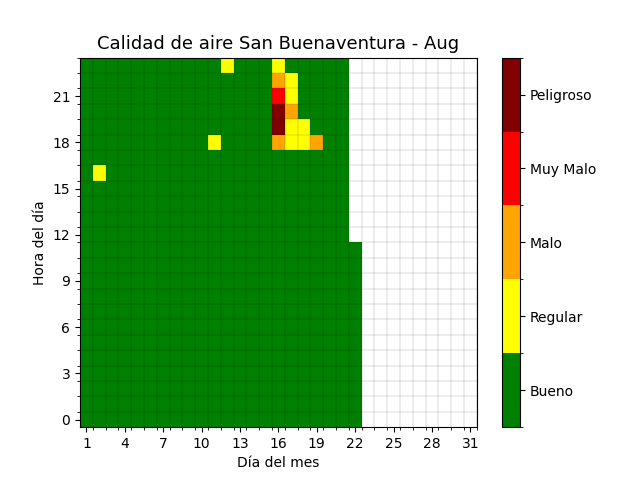 Calidad de aire San Buenaventura - Aug
Hora del día
21
18
15
12
9
6
3
0
1 4 7 10 13 16 19 22 25 28 31
Día del mes
Peligroso
Muy Malo
Malo
Regular
Bueno